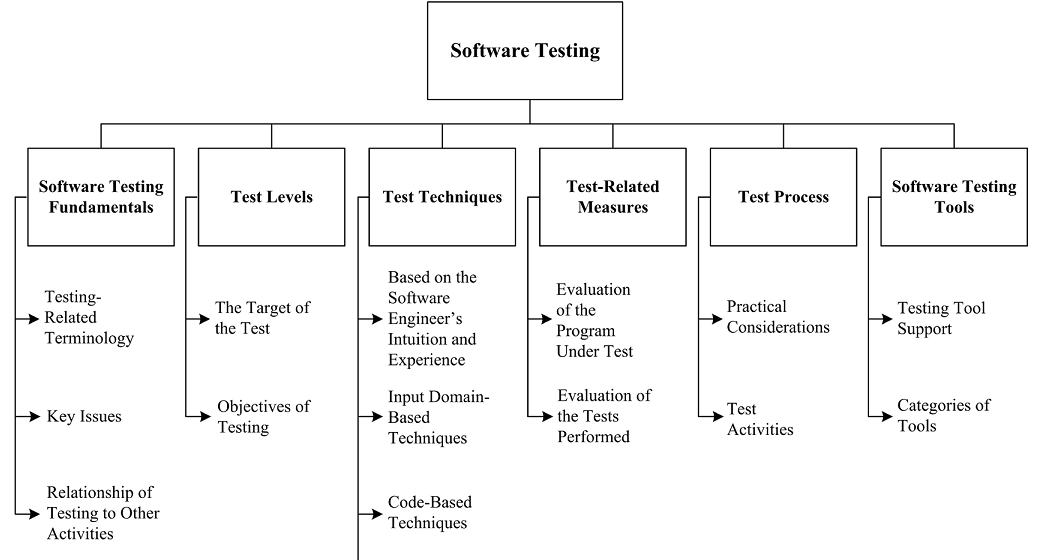 Software Testing
Software Testing
Fundamentals
Test Levels
Test Techniques
Test-Related
Measures
Test Process
Software Testing
Tools
Testing-
Related
Terminology
Key Issues
Relationship of
Testing to Other
Activities
The Target of
the Test
Objectives of
Testing
Based on the
Software
Engineer’s
Intuition and
Experience
Input Domain-
Based
Techniques
Code-Based
Techniques
Evaluation
of the
Program
Under Test
Evaluation of
the Tests
Performed
Practical
Considerations
Test
Activities
Testing Tool
Support
Categories of
Tools